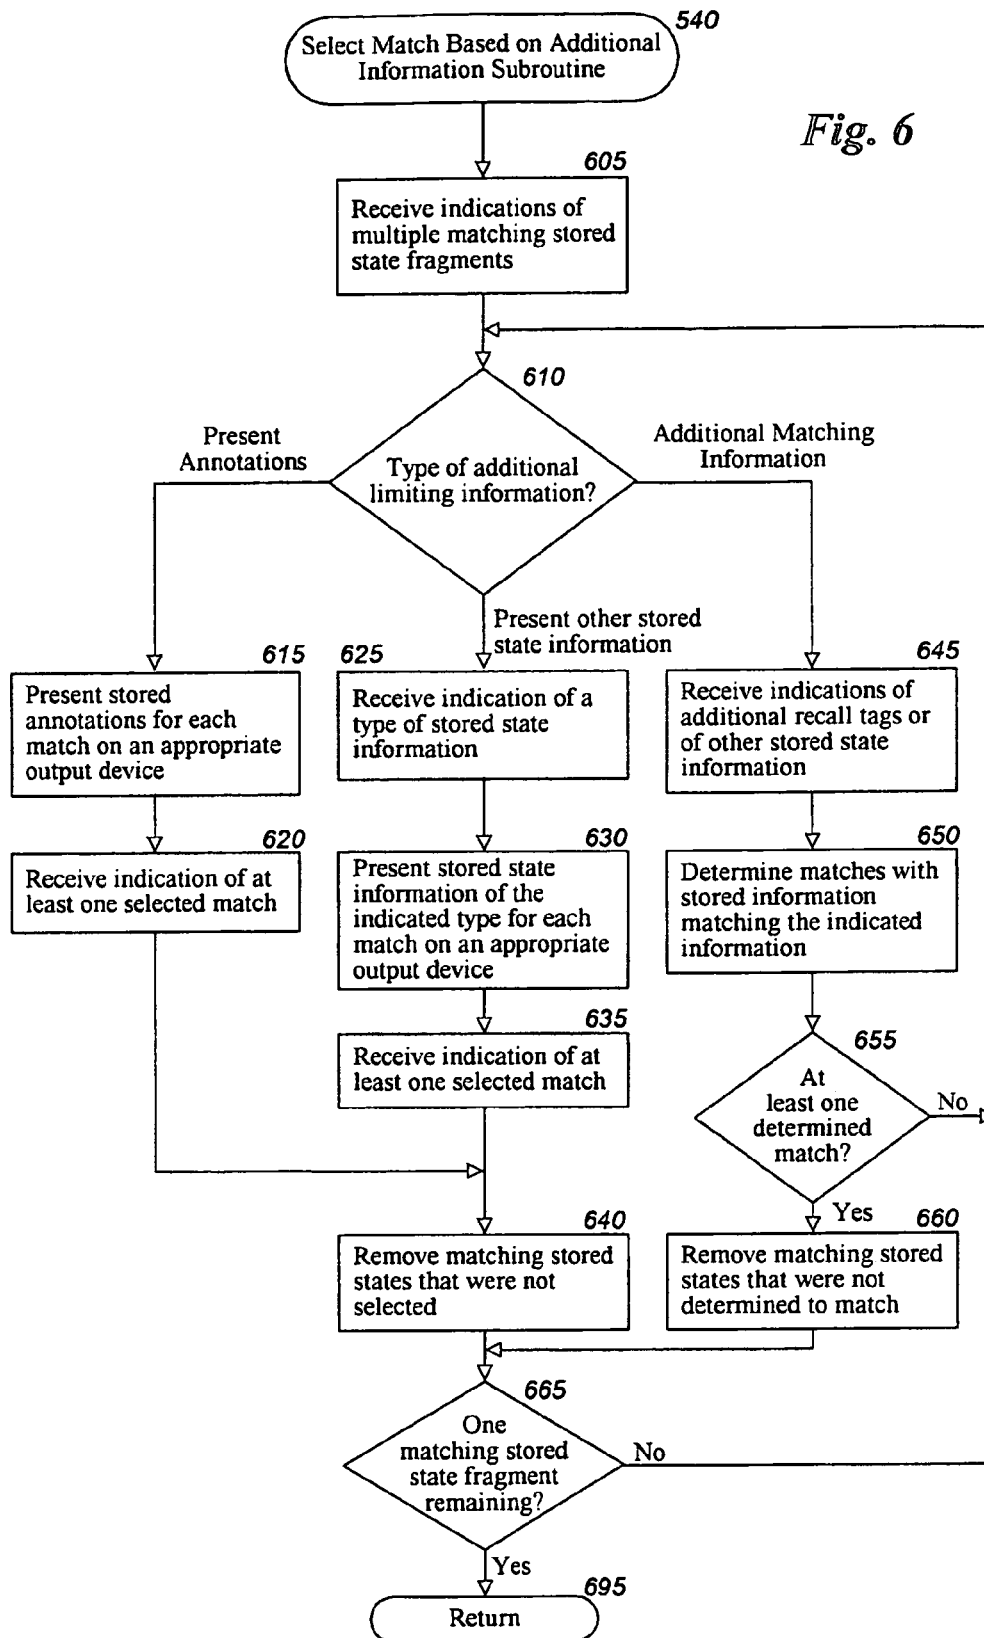 540
Select Match Based on Additional
Information Subroutine
Fig. 6
605
Receive indications of
multiple matching stored
state fragments
610
Present
Annotations
Type of additional
limiting information?
Additional Matching
Information
Present other stored
state information
615
Present stored
annotations for each
match on an appropriate
output device
625
Receive indication of a
type of stored state
information
645
Receive indications of
additional recall tags or
of other stored state
information
620
Receive indication of at
least one selected match
630
Present stored state
information of the
indicated type for each
match on an appropriate
output device
650
Determine matches with
stored information
matching the indicated
information
635
Receive indication of at
least one selected match
655
At
least one
determined
match?
No
Yes
640
Remove matching stored
states that were not
selected
660
Remove matching stored
states that were not
determined to match
665
One
matching stored
state fragment
remaining?
No
Yes
695
Return